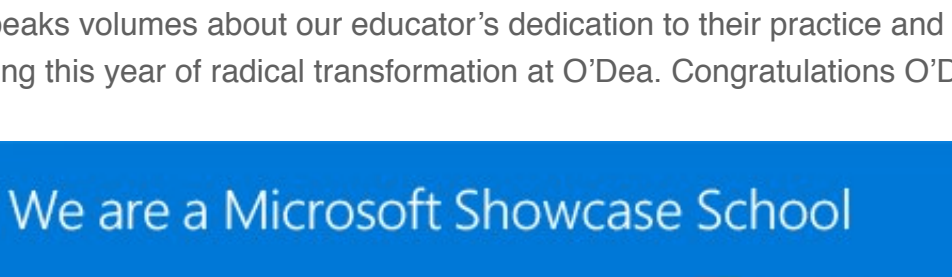 peaks volumes about our educator’s dedication to their practice and
ing this year of radical transformation at O’Dea. Congratulations O’D
We are a Microsoft Showcase School